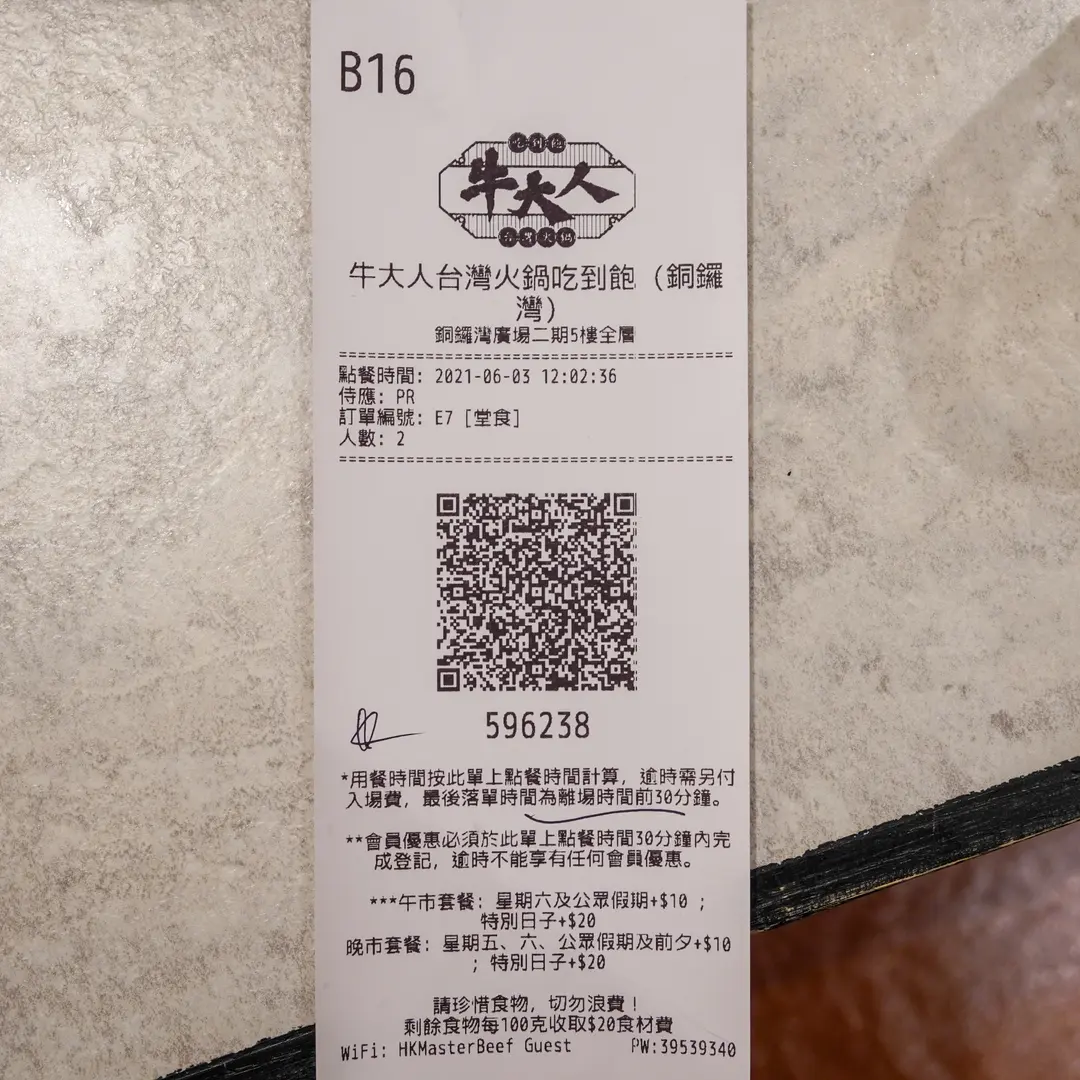 B16
吃到飽
牛大人
台灣火鍋
牛大人台灣火鍋吃到飽（銅鑼
灣）
銅鑼灣廣場二期5樓全層
點餐時間: 2021-06-03 12:02:36
侍應: PR
訂單編號: E7 [堂食]
人數: 2
596238
*用餐時間按此單上點餐時間計算，逾時需另付
入場費，最後落單時間為離場時間前30分鐘。
**會員優惠必須於此單上點餐時間30分鐘內完
成登記，逾時不能享有任何會員優惠。
***午市套餐: 星期六及公眾假期+$10 ;
特別日子+$20
晚市套餐: 星期五、六、公眾假期及前夕+$10
; 特別日子+$20
請珍惜食物，切勿浪費！
剩餘食物每100克收取$20食材費
WiFi: HKMasterBeef Guest PW:39539340